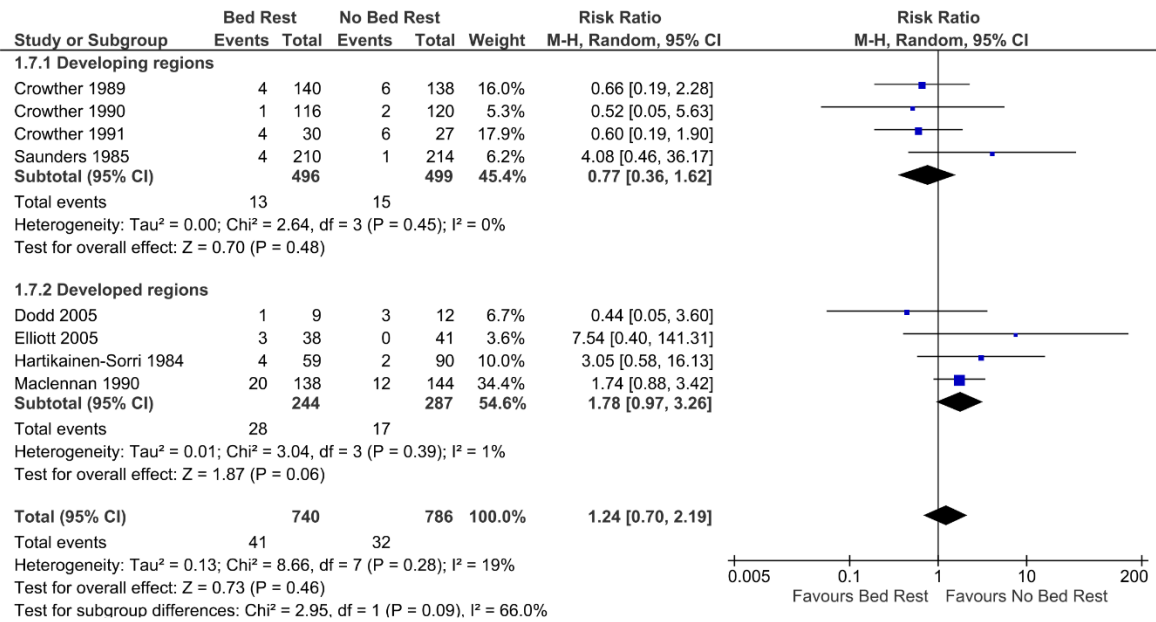 Bed Rest No Bed Rest Risk Ratio Risk Ratio
Study or Subgroup Events Total Events Total Weight M-H, Random, 95% CI M-H, Random, 95% CI
1.7.1 Developing regions
Crowther 1989 4 140 6 138 16.0% 0.66 [0.19, 2.28]
Crowther 1990 1 116 2 120 5.3% 0.52 [0.05, 5.63]
Crowther 1991 4 30 6 27 17.9% 0.60 [0.19, 1.90]
Saunders 1985 4 210 1 214 6.2% 4.08 [0.46, 36.17]
Subtotal (95% CI) 496 499 45.4% 0.77 [0.36, 1.62]
Total events 13 15
Heterogeneity: Tau² = 0.00; Chi² = 2.64, df = 3 (P = 0.45); I² = 0%
Test for overall effect: Z = 0.70 (P = 0.48)
1.7.2 Developed regions
Dodd 2005 1 9 3 12 6.7% 0.44 [0.05, 3.60]
Elliott 2005 3 38 0 41 3.6% 7.54 [0.40, 141.31]
Hartikainen-Sorri 1984 4 59 2 90 10.0% 3.05 [0.58, 16.13]
Maclennan 1990 20 138 12 144 34.4% 1.74 [0.88, 3.42]
Subtotal (95% CI) 244 287 54.6% 1.78 [0.97, 3.26]
Total events 28 17
Heterogeneity: Tau² = 0.01; Chi² = 3.04, df = 3 (P = 0.39); I² = 1%
Test for overall effect: Z = 1.87 (P = 0.06)
Total (95% CI) 740 786 100.0% 1.24 [0.70, 2.19]
Total events 41 32
Heterogeneity: Tau² = 0.13; Chi² = 8.66, df = 7 (P = 0.28); I² = 19%
Test for overall effect: Z = 0.73 (P = 0.46)
Test for subgroup differences: Chi² = 2.95, df = 1 (P = 0.09), I² = 66.0%
0.005 0.1 1 10 200
Favours Bed Rest Favours No Bed Rest